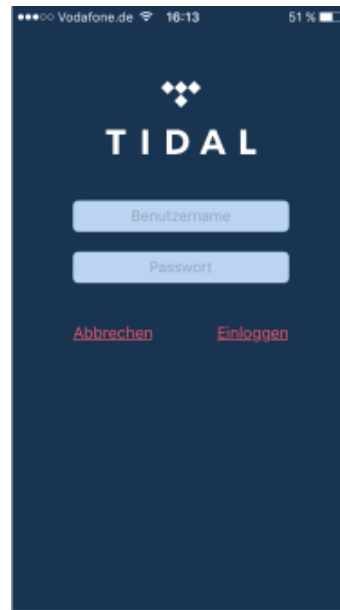 Vodafone.de 16:13 51 %
TIDAL
Benutzername
Passwort
Abbrechen Einloggen